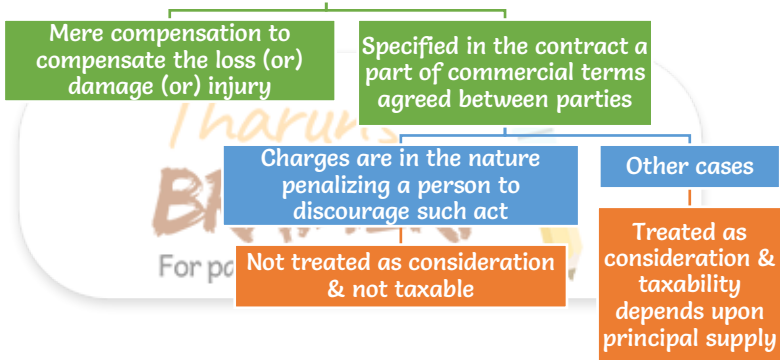 Mere compensation to
compensate the loss (or)
damage (or) injury
Specified in the contract a
part of commercial terms
agreed between parties
Tharun's
Charges are in the nature
penalizing a person to
discourage such act
Other cases
Not treated as consideration
& not taxable
Treated as
consideration &
taxability
depends upon
principal supply
For